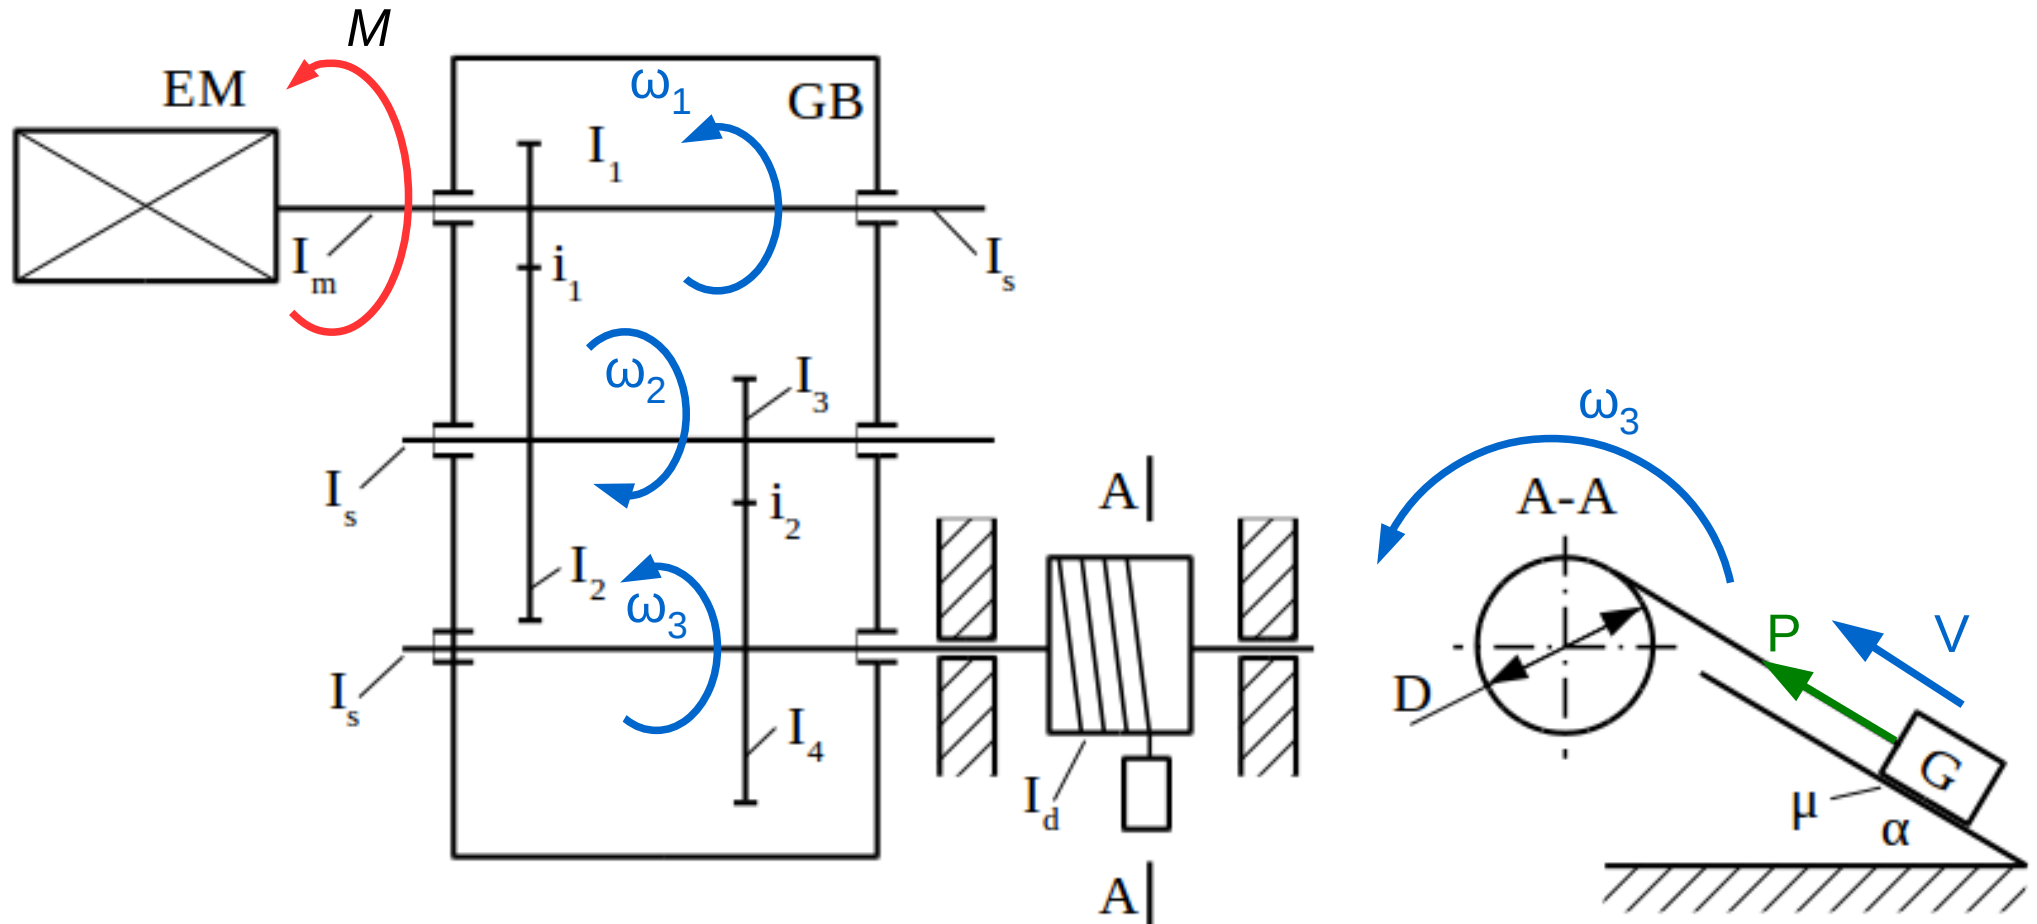 M
EM
ω1
GB
I1
Im
i1
Is
ω2
I3
Is
i2
A
I2
ω3
Is
I4
Id
A
ω3
A-A
D
P
V
G
μ
α